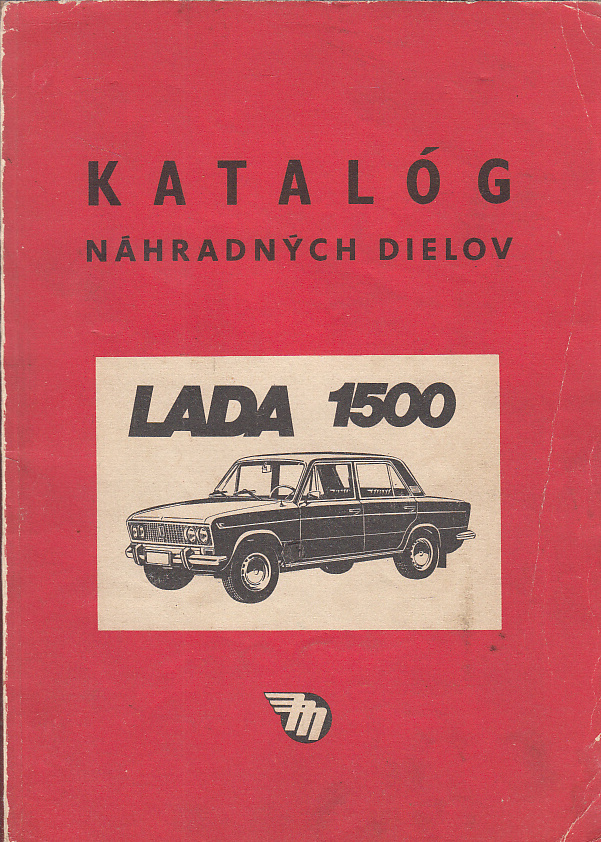 KATALÓG
NÁHRADNÝCH DIELOV
LADA 1500
M